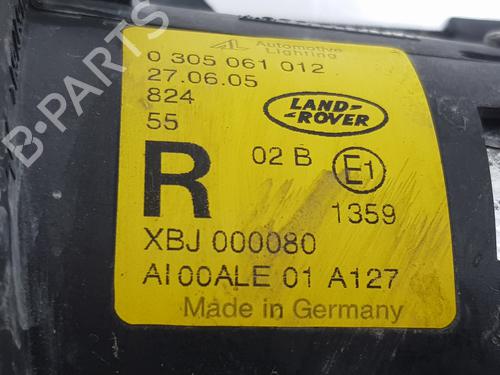 AL Automotive
Lighting
0 305 061 012
27.06.05
824
55
LAND-
-ROVER
R
02 B
E1
1359
XBJ 000080
AI00ALE 01 A127
Made in Germany
B-PARTS